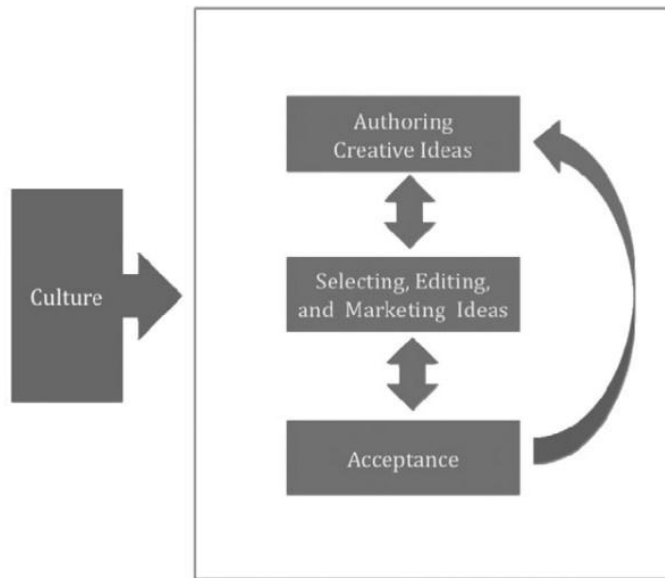 Authoring
Creative Ideas
Culture
Selecting, Editing,
and Marketing Ideas
Acceptance